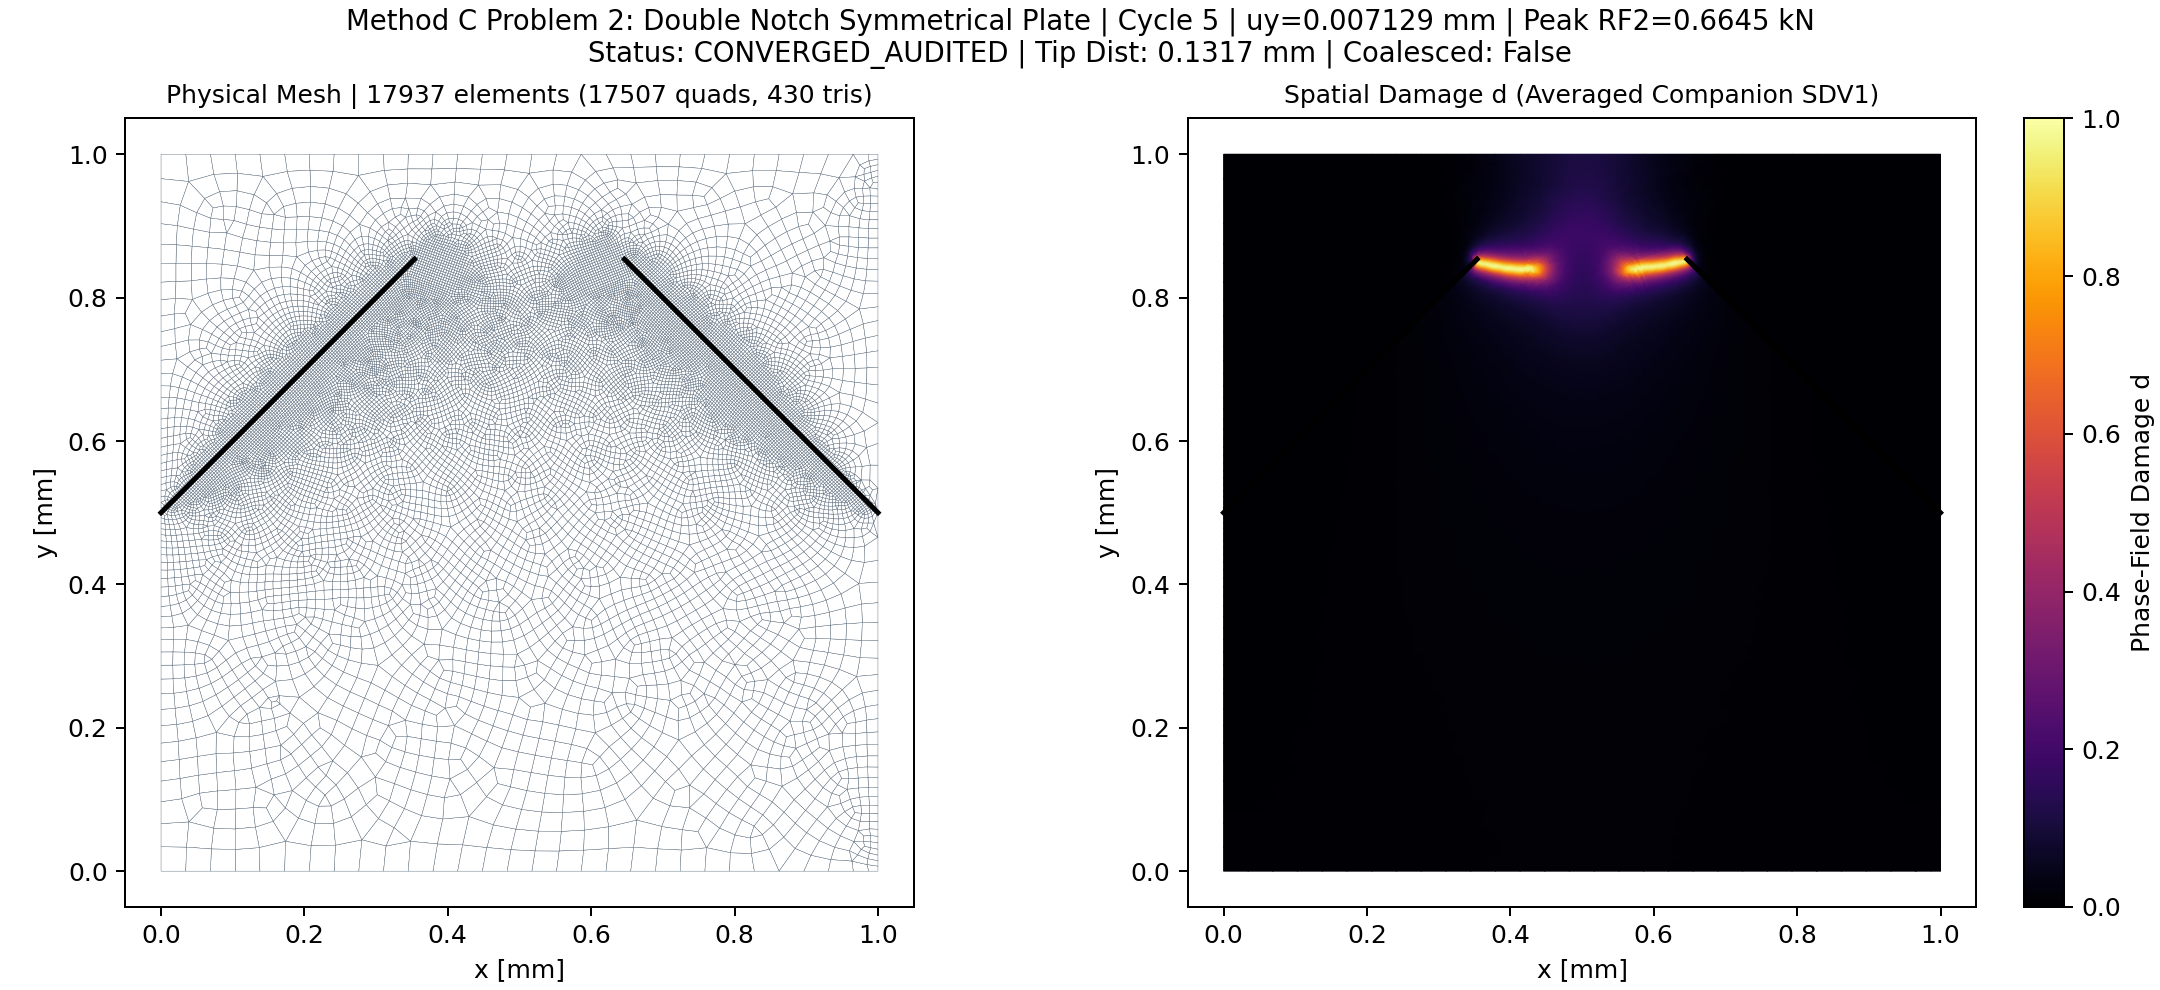 Method C Problem 2: Double Notch Symmetrical Plate | Cycle 5 | uy=0.007129 mm | Peak RF2=0.6645 kN
Status: CONVERGED_AUDITED | Tip Dist: 0.1317 mm | Coalesced: False
Physical Mesh | 17937 elements (17507 quads, 430 tris)
1.0
0.8
0.6
0.4
0.2
0.0
y [mm]
0.0 0.2 0.4 0.6 0.8 1.0
x [mm]
Spatial Damage d (Averaged Companion SDV1)
1.0
0.8
0.6
0.4
0.2
0.0
y [mm]
0.0 0.2 0.4 0.6 0.8 1.0
x [mm]
1.0
0.8
0.6
0.4
0.2
0.0
Phase-Field Damage d